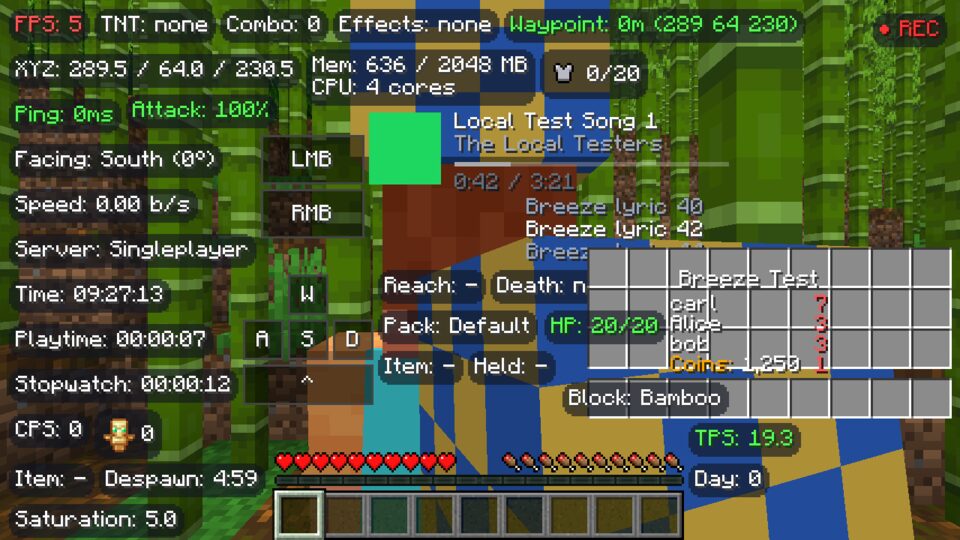 FPS: 5 TNT: none Combo: 0 Effects: none Waypoint: 0m (289 64 230) REC
XYZ: 289.5 / 64.0 / 230.5
Mem: 636 / 2048 MB
CPU: 4 cores
0/20
Ping: 0ms Attack: 100%
Local Test Song 1
The Local Testers
0:42 / 3:21
Facing: South (0°)
LMB
Speed: 0.00 b/s
RMB
Breeze lyric 40
Breeze lyric 42
Breeze
Server: Singleplayer
Time: 09:27:13
W
Reach: - Death: n
Breeze Test
carl 7
Alice 3
bob 3
Coins: 1,250 1
Playtime: 00:00:07
A S D
Pack: Default HP: 20/20
Item: - Held: -
Stopwatch: 00:00:12
^
Block: Bamboo
CPS: 0 0
TPS: 19.3
Item: - Despawn: 4:59
Day: 0
Saturation: 5.0